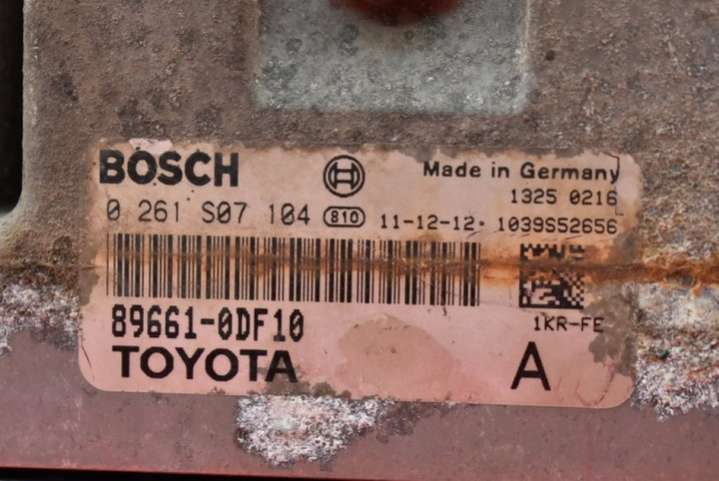 BOSCH
Made in Germany
1325 0216
0 261 S07 104 810 11-12-12 1039S52656
89661-0DF10
1KR-FE
TOYOTA
A